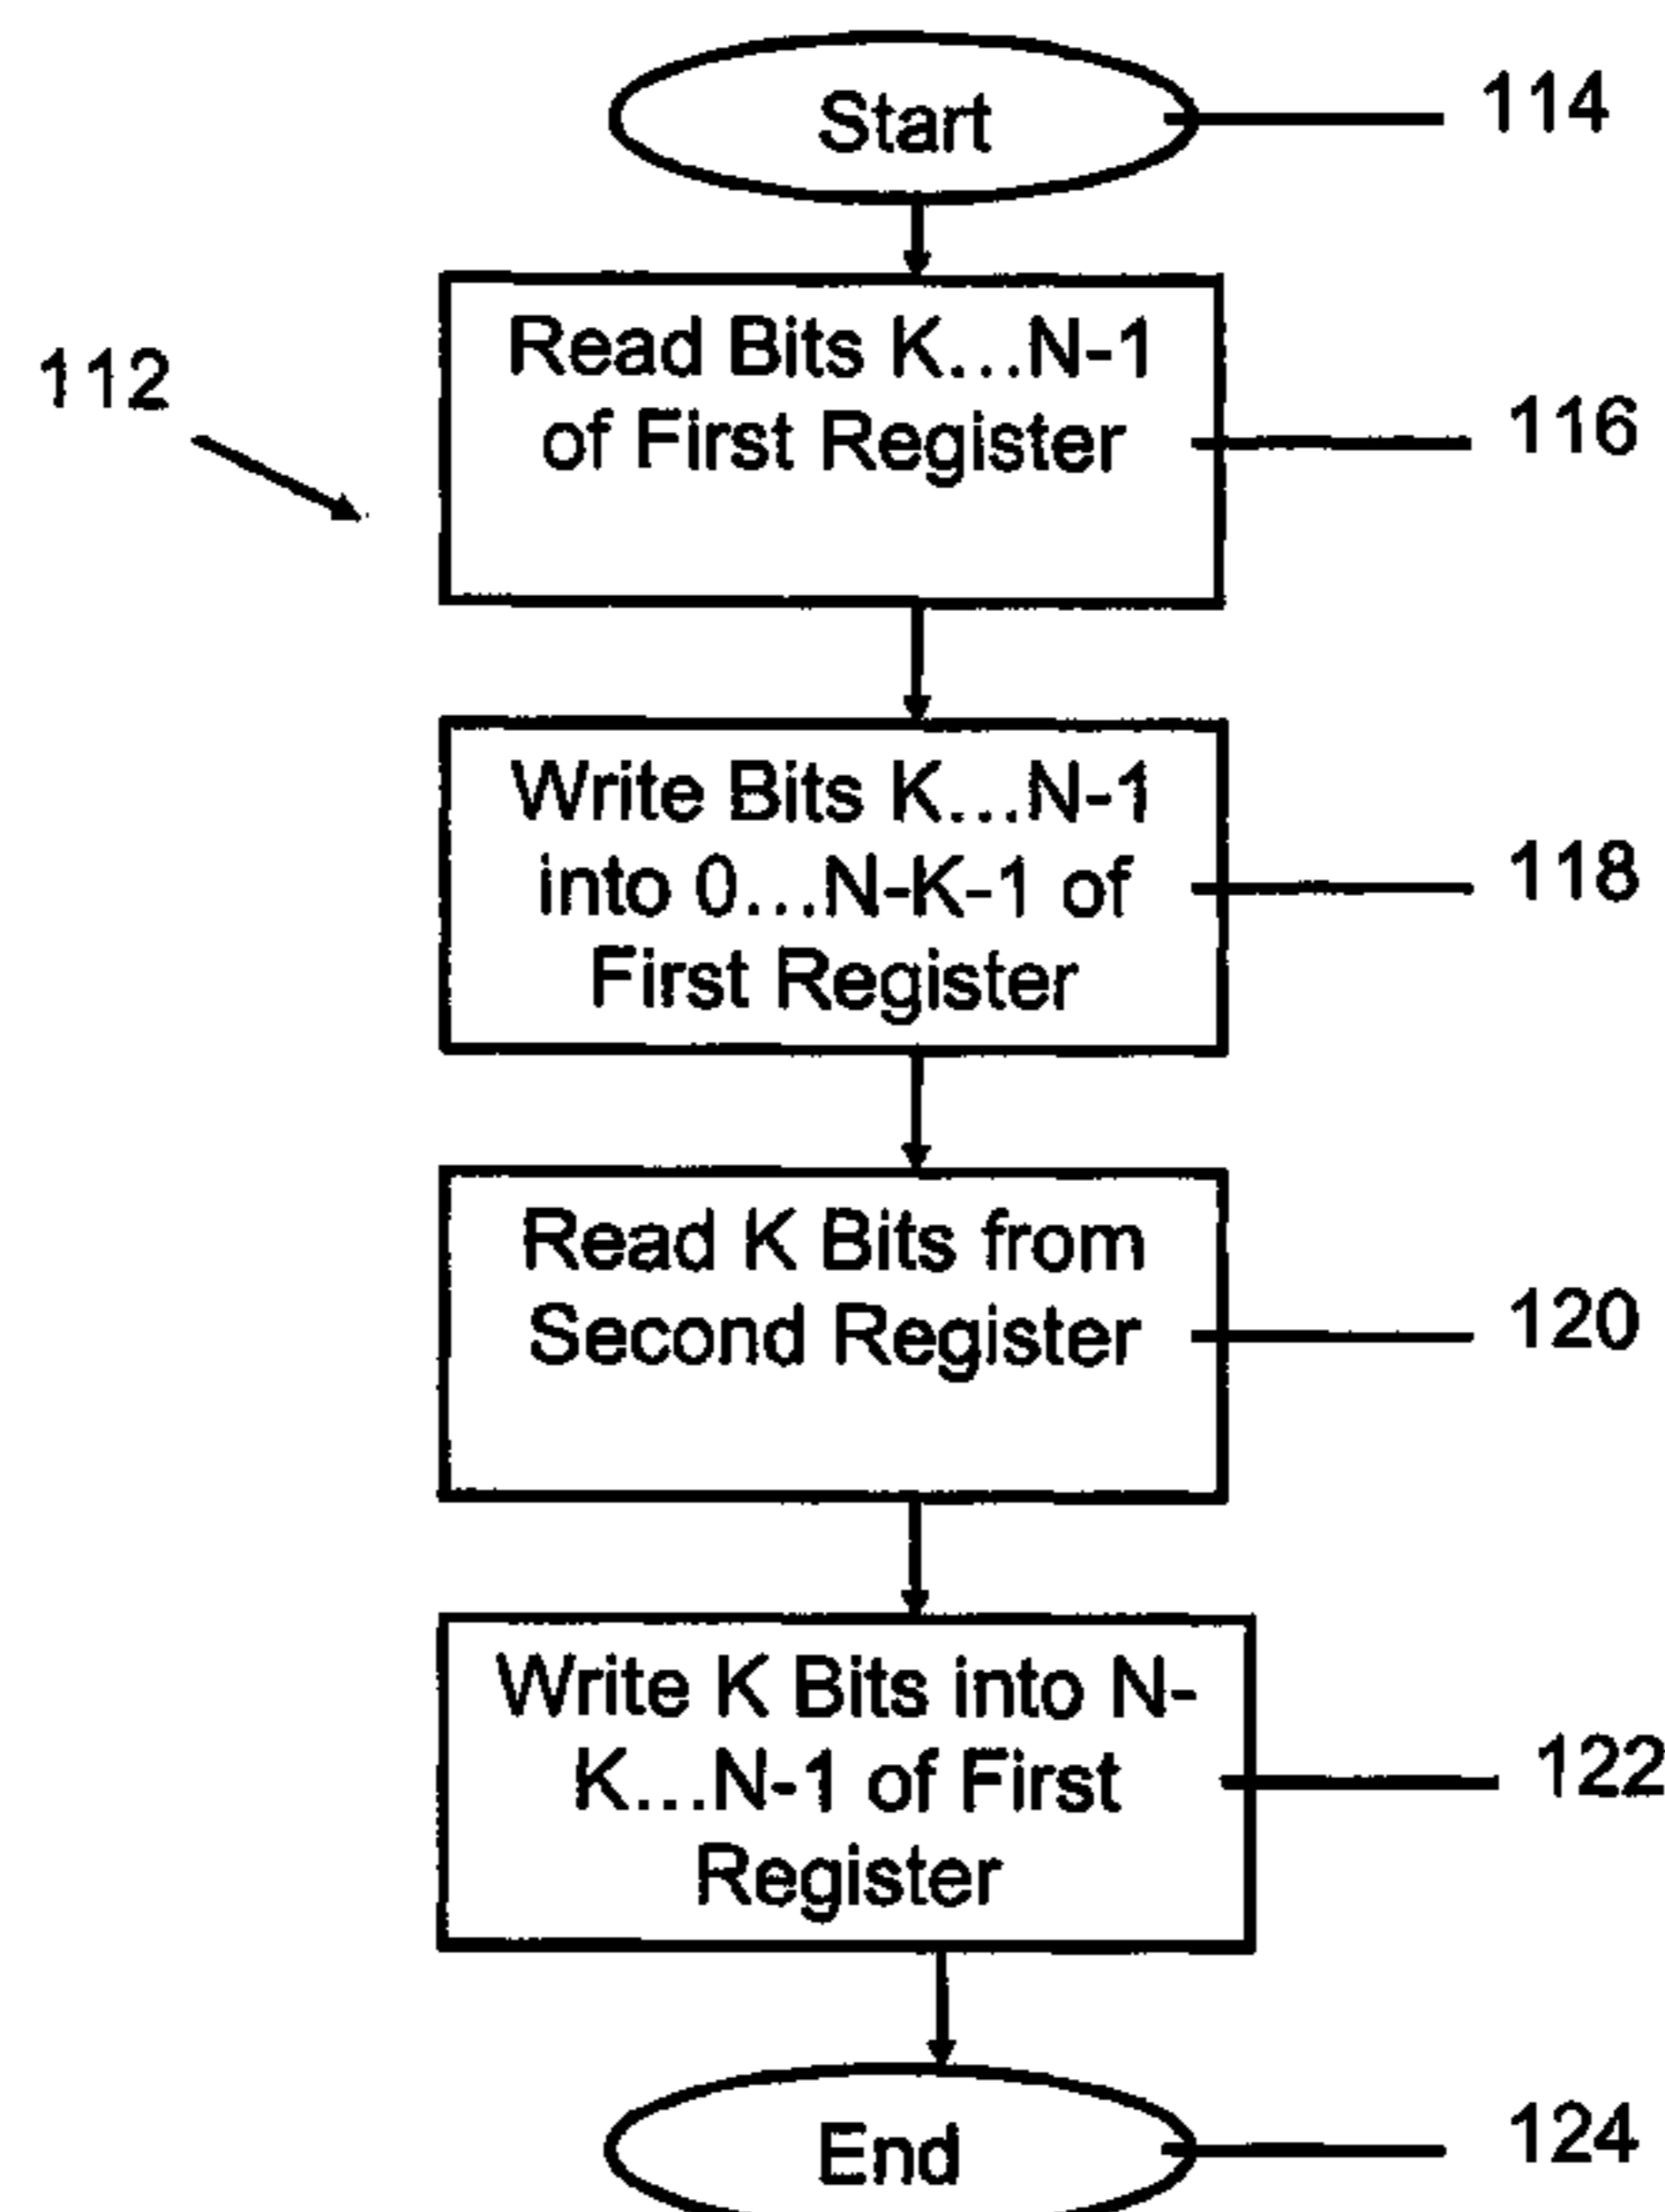 Start
114
112
Read Bits K...N-1
of First Register
116
Write Bits K...N-1
into 0...N-K-1 of
First Register
118
Read K Bits from
Second Register
120
Write K Bits into N-
K...N-1 of First
Register
122
End
124